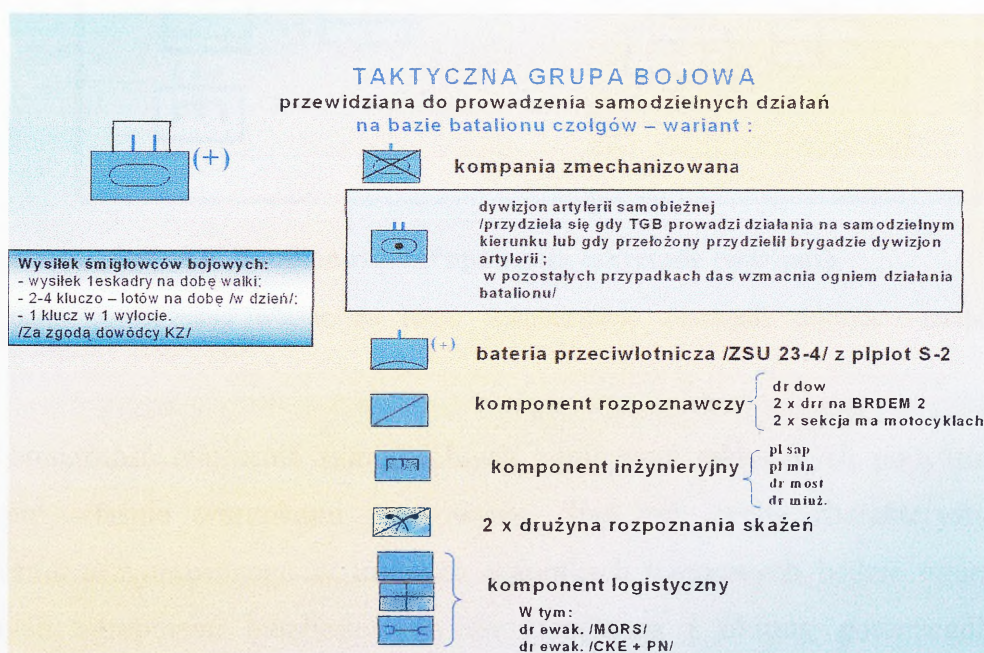 TAKTYCZNA GRUPA BOJOWA
przewidziana do prowadzenia samodzielnych działań
na bazie batalionu czołgów – wariant :
(+)
kompania zmechanizowana
dywizjon artylerii samobieżnej
/przydziela się gdy TGB prowadzi działania na samodzielnym
kierunku lub gdy przełożony przydzielił brygadzie dywizjon
artylerii ;
w pozostałych przypadkach das wzmacnia ogniem działania
batalionu/
Wysiłek śmigłowców bojowych:
- wysiłek 1eskadry na dobę walki;
- 2-4 kluczo – lotów na dobę /w dzień/;
- 1 klucz w 1 wylocie.
/Za zgodą dowódcy KZ/
(+)
bateria przeciwlotnicza /ZSU 23-4/ z plplot S-2
komponent rozpoznawczy
dr dow
2 x drr na BRDEM 2
2 x sekcja ma motocyklach
komponent inżynieryjny
pl sap
pl min
dr most
dr miuż.
2 x drużyna rozpoznania skażeń
komponent logistyczny
W tym:
dr ewak. /MORS/
dr ewak. /CKE + PN/